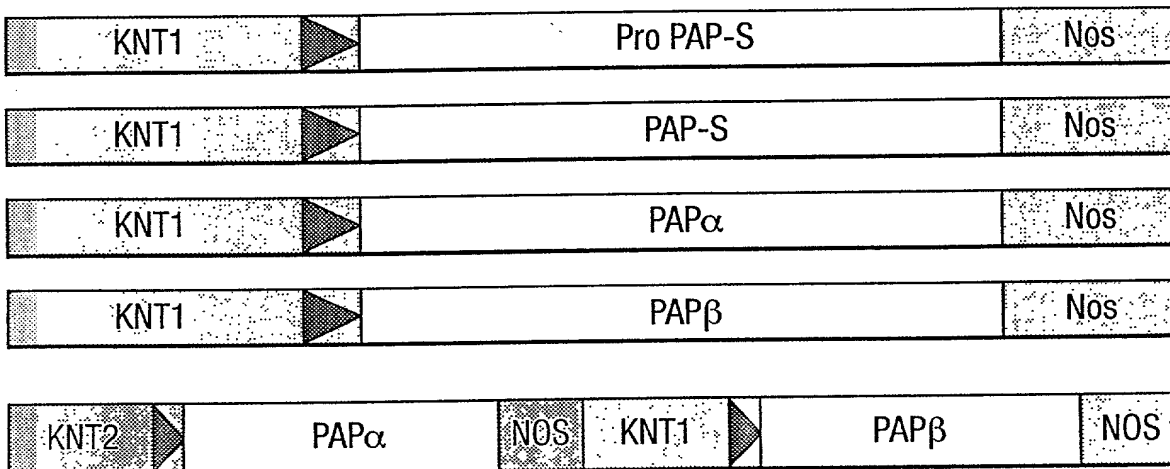 KNT1 Pro PAP-S Nos
KNT1 PAP-S Nos
KNT1 PAPα Nos
KNT1 PAPβ Nos
KNT2 PAPα NOS KNT1 PAPβ NOS